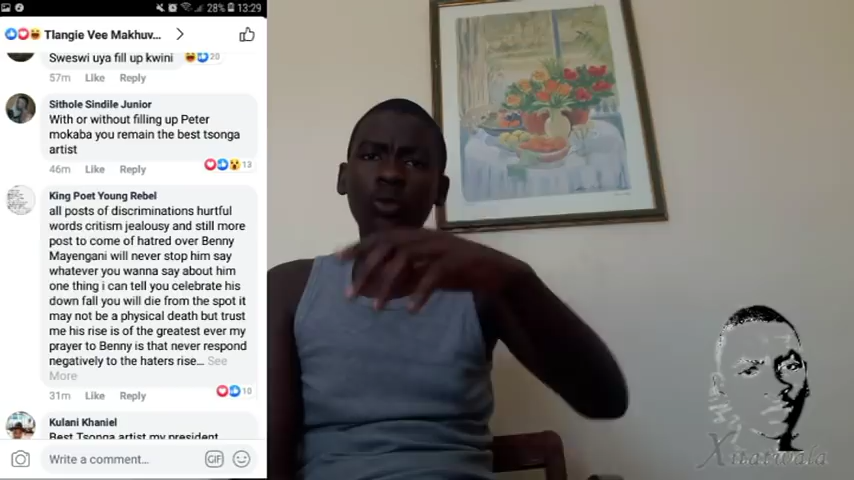 28% 13:29
Tlangie Vee Makhuv...
Sweswi uya fill up kwini
20
57m Like Reply
Sithole Sindile Junior
With or without filling up Peter
mokaba you remain the best tsonga
artist
46m Like Reply
13
King Poet Young Rebel
all posts of discriminations hurtful
words critism jealousy and still more
post to come of hatred over Benny
Mayengani will never stop him say
whatever you wanna say about him
one thing i can tell you celebrate his
down fall you will die from the spot it
may not be a physical death but trust
me his rise is of the greatest ever my
prayer to Benny is that never respond
negatively to the haters rise... See
More
31m Like Reply
10
Kulani Khaniel
Best Tsonga artist my president
Write a comment...
GIF